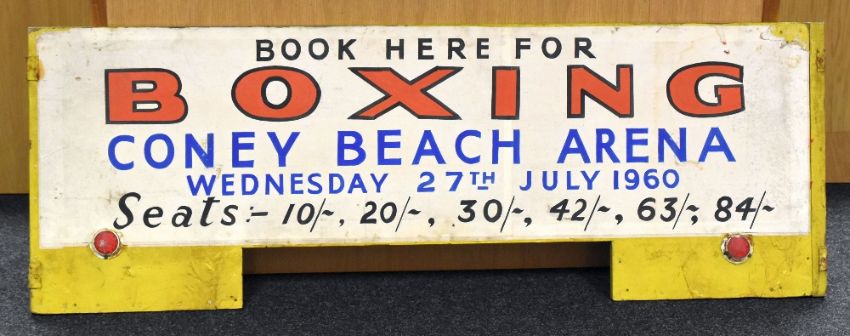 BOOK HERE FOR
BOXING
CONEY BEACH ARENA
WEDNESDAY 27TH JULY 1960
Seats:- 10/~, 20/~, 30/~, 42/~, 63/~, 84/~